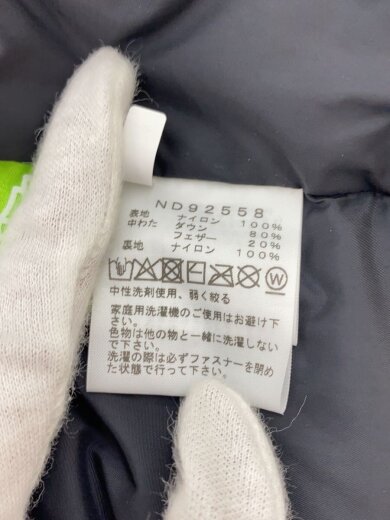 ND92558
表地 ナイロン 100%
中わた ダウン 80%
フェザー 20%
裏地 ナイロン 100%
中性洗剤使用、弱く絞る
家庭用洗濯機のご使用はお避け下
さい。
色物は他の物と一緒に洗濯しない
で下さい。
洗濯の際は必ずファスナーを閉め
た状態で行って下さい。